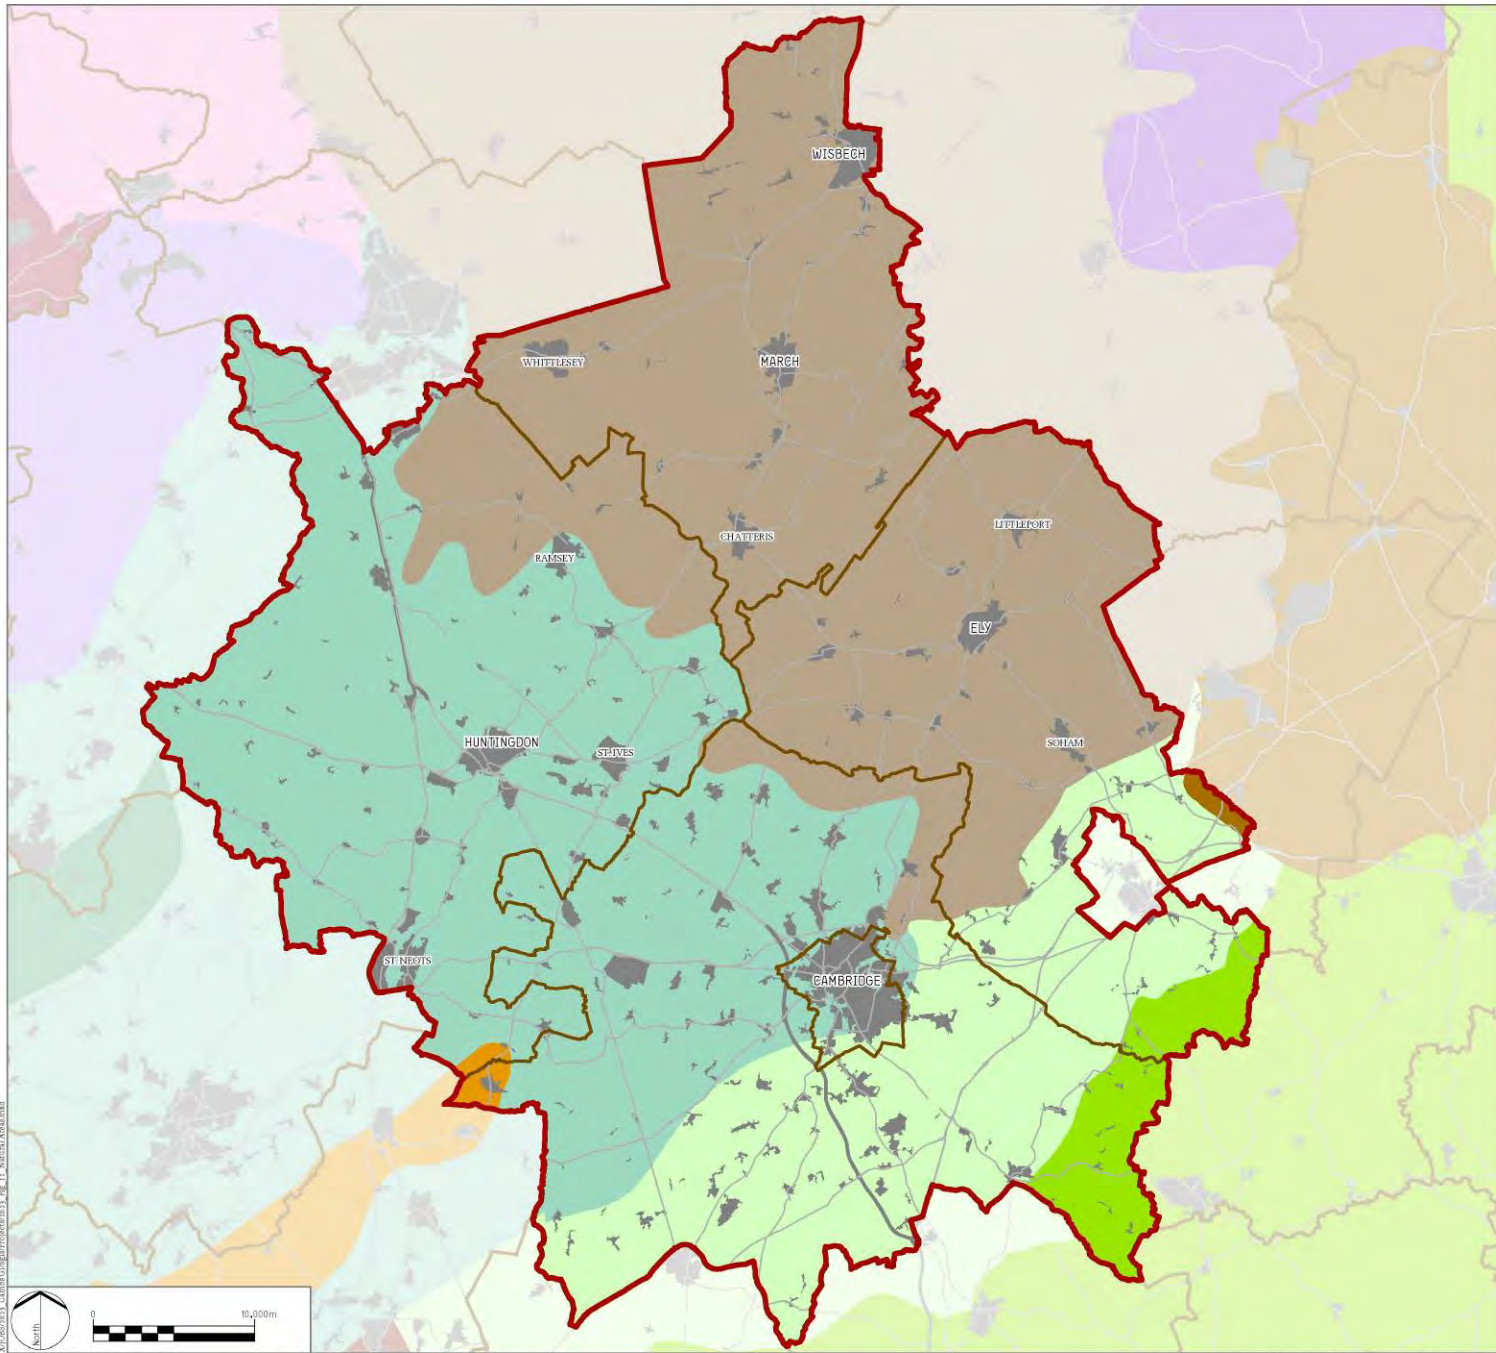 WISBECH
WHITTLESEY
MARCH
LITTLEPORT
CHATTERIS
RAMSEY
ELY
HUNTINGDON
ST. IVES
SOHAM
ST. NEOTS
CAMBRIDGE
North
0 10,000m